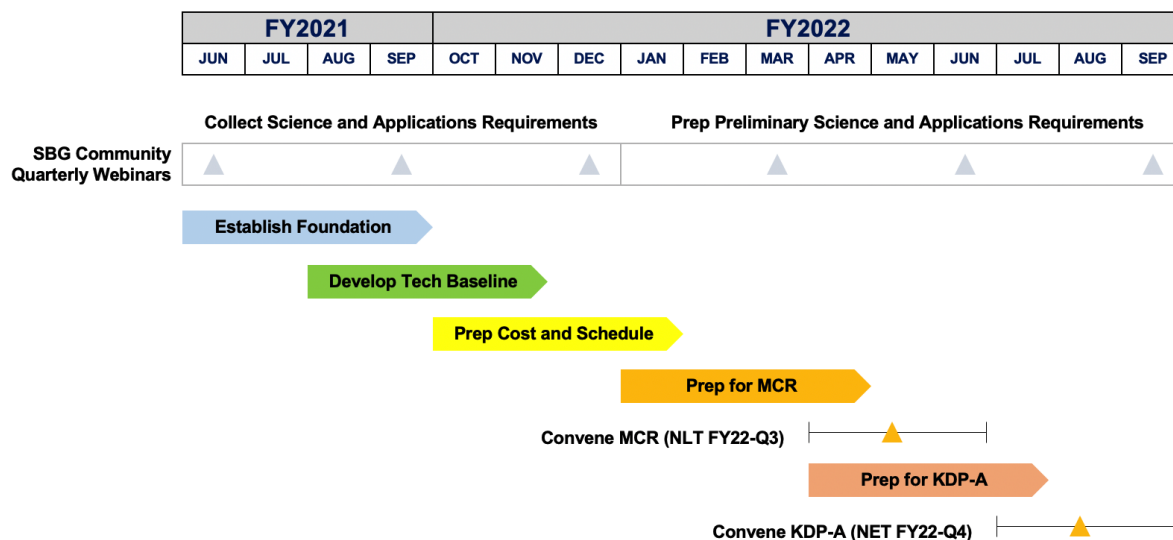 FY2021 FY2022
JUN JUL AUG SEP OCT NOV DEC JAN FEB MAR APR MAY JUN JUL AUG SEP
Collect Science and Applications Requirements Prep Preliminary Science and Applications Requirements
SBG Community
Quarterly Webinars
Establish Foundation
Develop Tech Baseline
Prep Cost and Schedule
Prep for MCR
Convene MCR (NLT FY22-Q3)
Prep for KDP-A
Convene KDP-A (NET FY22-Q4)